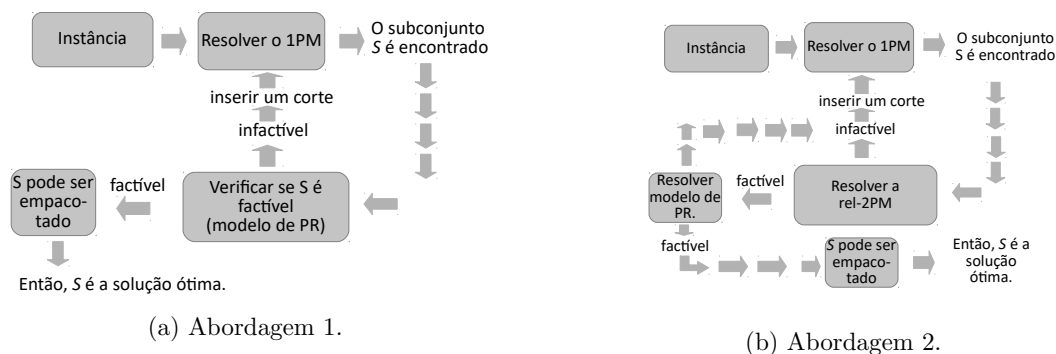 Instância
Resolver o 1PM
O subconjunto
S é encontrado
inserir um corte
infactível
S pode ser
empaco-
tado
factível
Verificar se S é
factível
(modelo de PR)
Então, S é a solução ótima.
(a) Abordagem 1.
Instância
Resolver o 1PM
O subconjunto
S é encontrado
inserir um corte
infactível
Resolver
modelo de
PR.
factível
Resolver a
rel-2PM
factível
S pode ser
empaco-
tado
Então, S é a
solução
ótima.
(b) Abordagem 2.